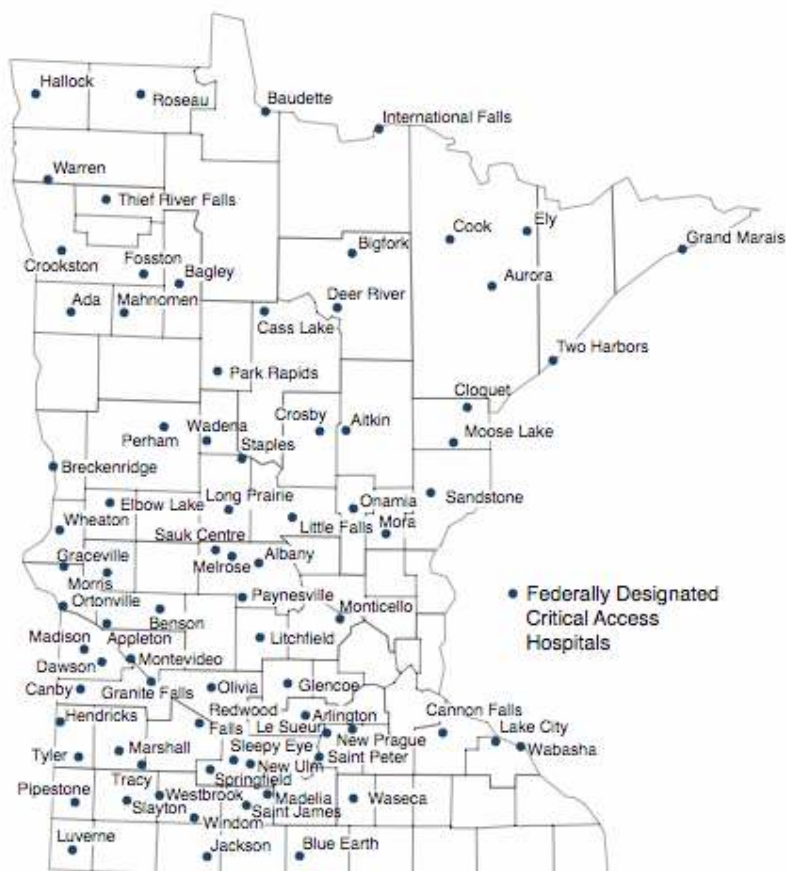 Hallock
Roseau
Baudette
International Falls
Warren
Thief River Falls
Cook
Ely
Grand Marais
Bigfork
Crookston
Fosston
Bagley
Aurora
Ada
Mahnomen
Deer River
Cass Lake
Two Harbors
Park Rapids
Cloquet
Crosby
Aitkin
Moose Lake
Perham
Wadena
Staples
Breckenridge
Elbow Lake
Long Prairie
Onamia
Sandstone
Wheaton
Little Falls
Mora
Sauk Centre
Graceville
Melrose
Albany
Morris
Ortonville
Paynesville
Monticello
Benson
Appleton
Federally Designated
Critical Access
Hospitals
Madison
Litchfield
Dawson
Montevideo
Canby
Granite Falls
Olivia
Glencoe
Hendricks
Redwood
Falls
Arlington
Cannon Falls
Le Sueur
New Prague
Lake City
Wabasha
Tyler
Marshall
Sleepy Eye
Saint Peter
New Ulm
Tracy
Springfield
Pipestone
Slayton
Westbrook
Madelia
Saint James
Waseca
Windom
Luverne
Jackson
Blue Earth